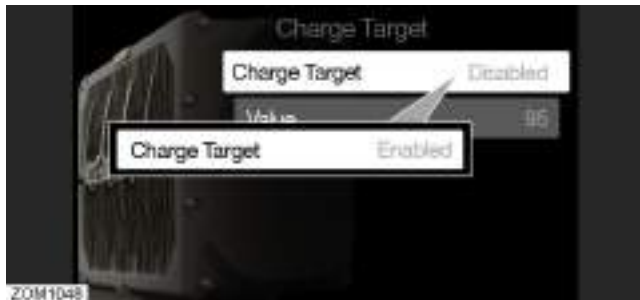 Charge Target
Charge Target Disabled
Value 95
Charge Target Enabled
ZOM1048